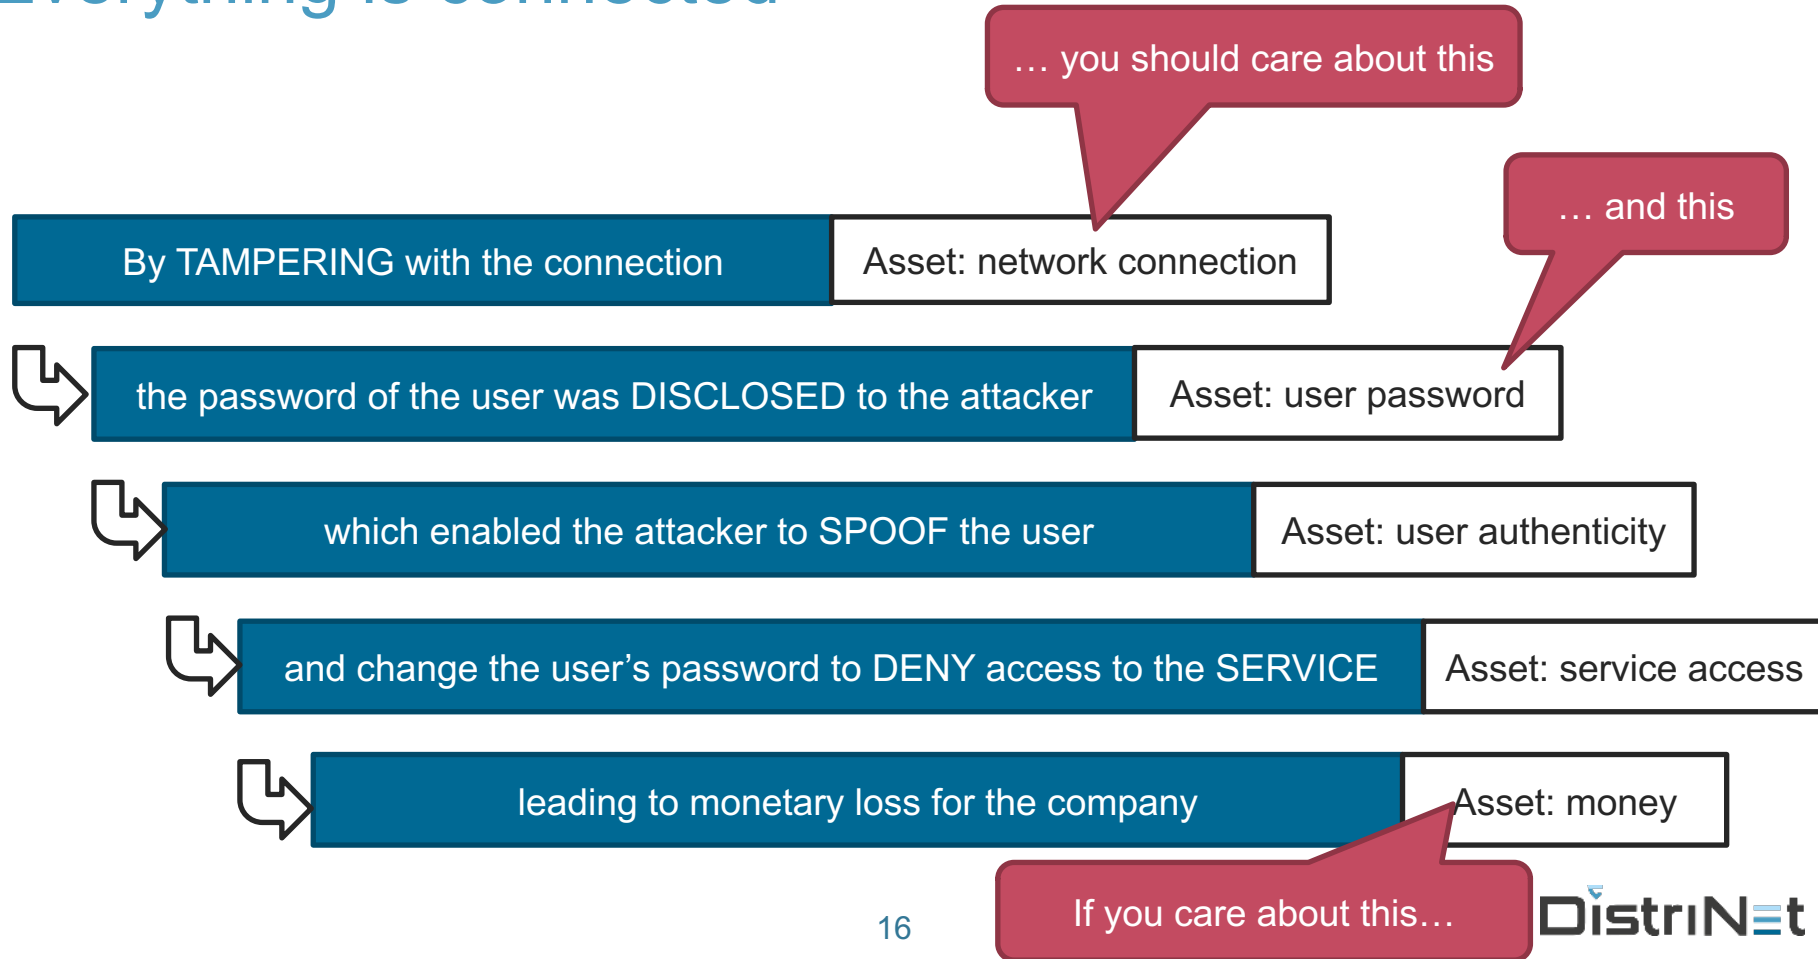 Everything is connected
… you should care about this
… and this
By TAMPERING with the connection
Asset: network connection
the password of the user was DISCLOSED to the attacker
Asset: user password
which enabled the attacker to SPOOF the user
Asset: user authenticity
and change the user’s password to DENY access to the SERVICE
Asset: service access
leading to monetary loss for the company
Asset: money
If you care about this…
16
DistriNet